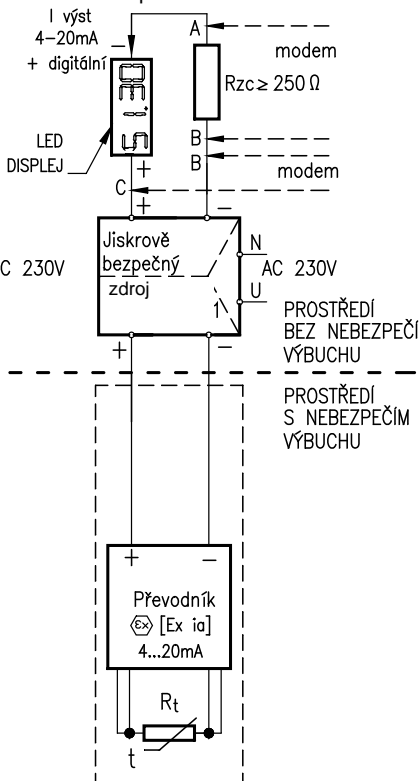 I výst
4–20mA
+ digitální
–
A
modem
Rzc ≥ 250 Ω
LED
DISPLEJ
+
B
B
modem
C
+
–
Jiskrově
bezpečný
zdroj
1
N
U
C 230V
AC 230V
+
–
PROSTŘEDÍ
BEZ NEBEZPEČÍ
VÝBUCHU
PROSTŘEDÍ
S NEBEZPEČÍM
VÝBUCHU
+
–
Převodník
Ex [Ex ia]
4...20mA
Rt
t